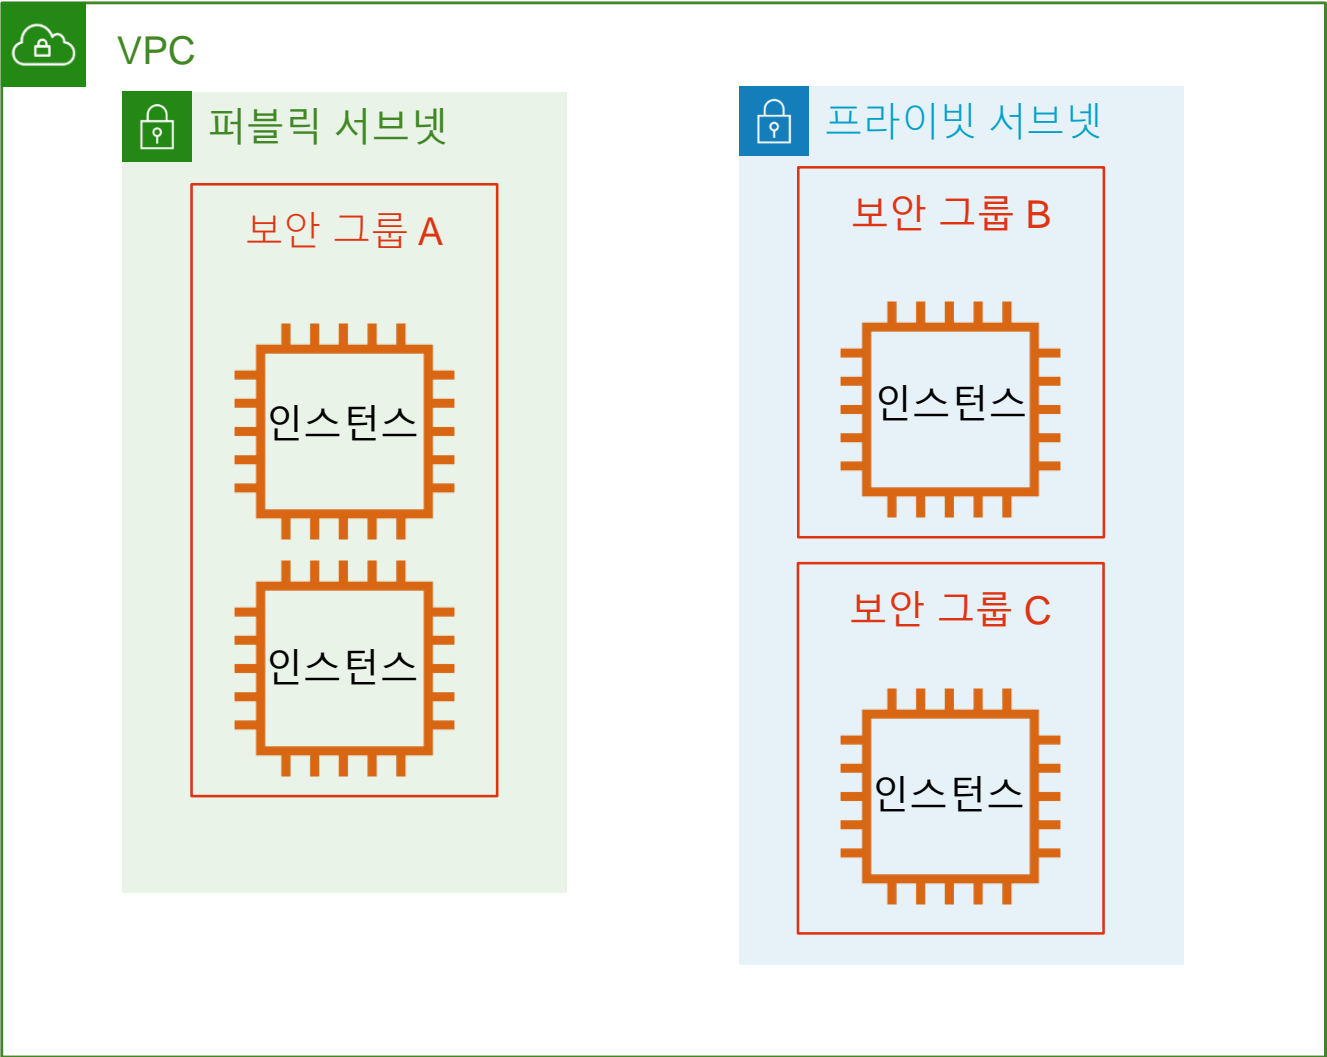 VPC
퍼블릭 서브넷
보안 그룹 A
인스턴스
인스턴스
프라이빗 서브넷
보안 그룹 B
인스턴스
보안 그룹 C
인스턴스